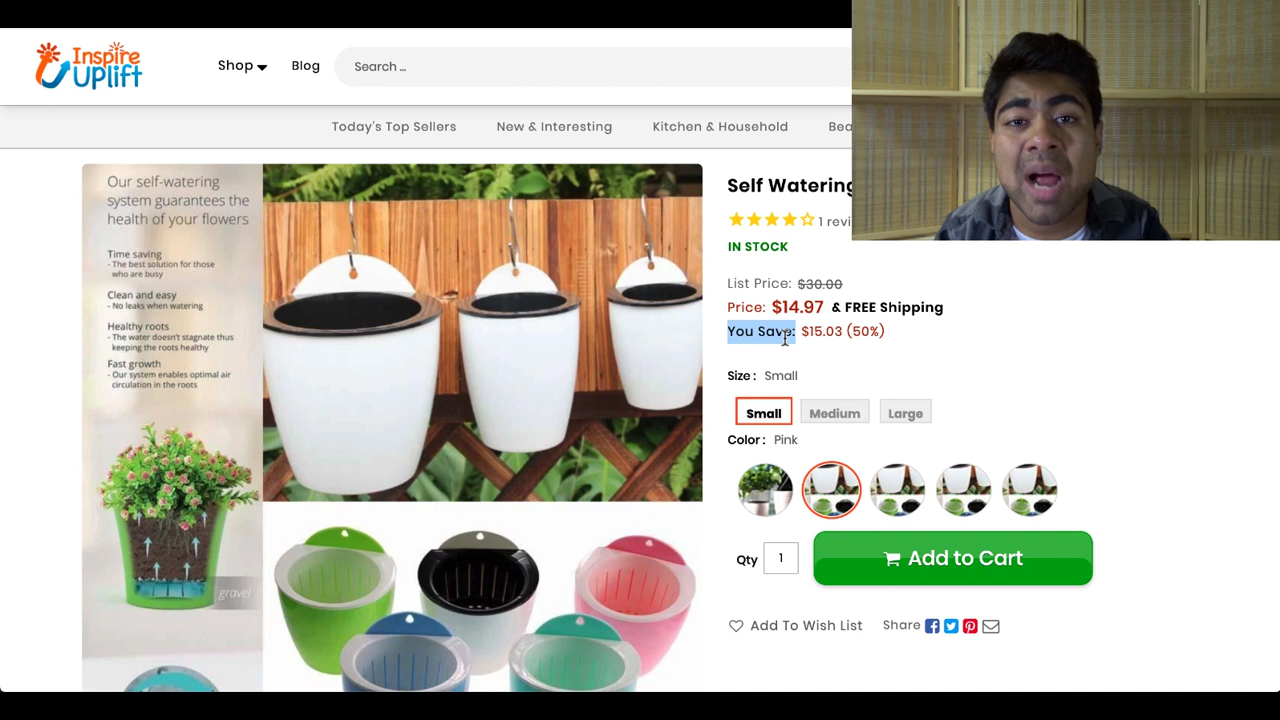 Inspire
Uplift
Shop
Blog
Search ...
Today's Top Sellers
New & Interesting
Kitchen & Household
Our self-watering
system guarantees the
health of your flowers
Time saving
- The best solution for those
who are busy
Clean and easy
- No leaks when watering
Healthy roots
- The water doesn't stagnate thus
keeping the roots healthy
Fast growth
- Our system enables optimal air
circulation in the roots
gravel
Self Watering
1 revi
IN STOCK
List Price: $30.00
Price: $14.97 & FREE Shipping
You Save: $15.03 (50%)
Size : Small
Small Medium Large
Color : Pink
Qty 1 Add to Cart
Add To Wish List Share